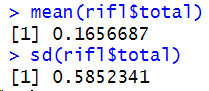 > mean(rifl$total)
[1] 0.1656687
> sd(rifl$total)
[1] 0.5852341